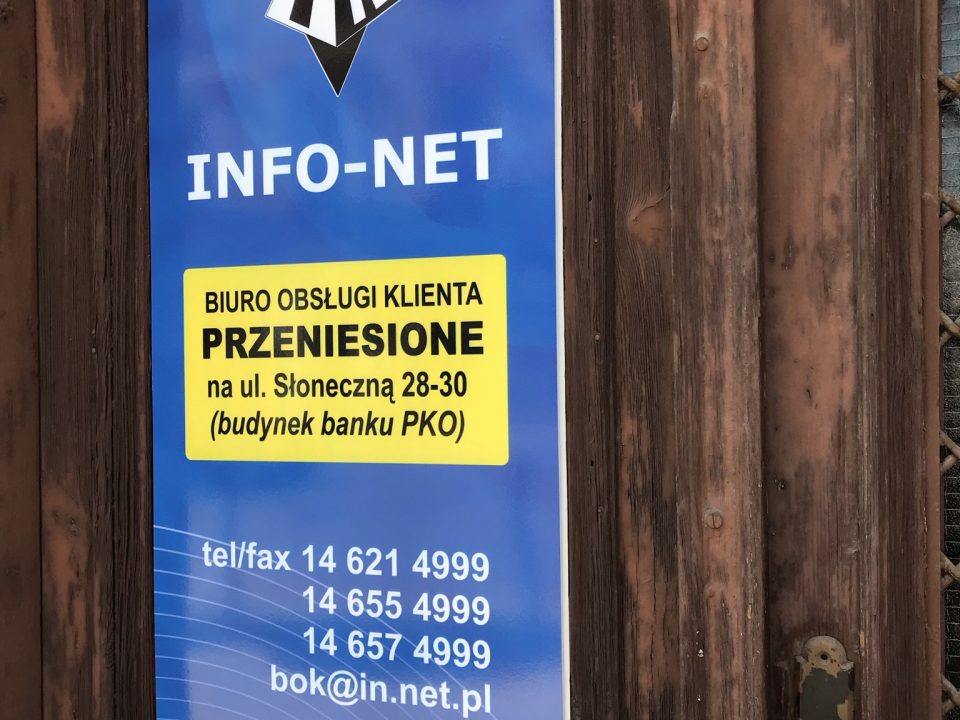 INFO-NET
BIURO OBSŁUGI KLIENTA
PRZENIESIONE
na ul. Słoneczną 28-30
(budynek banku PKO)
tel/fax 14 621 4999
14 655 4999
14 657 4999
bok@in.net.pl